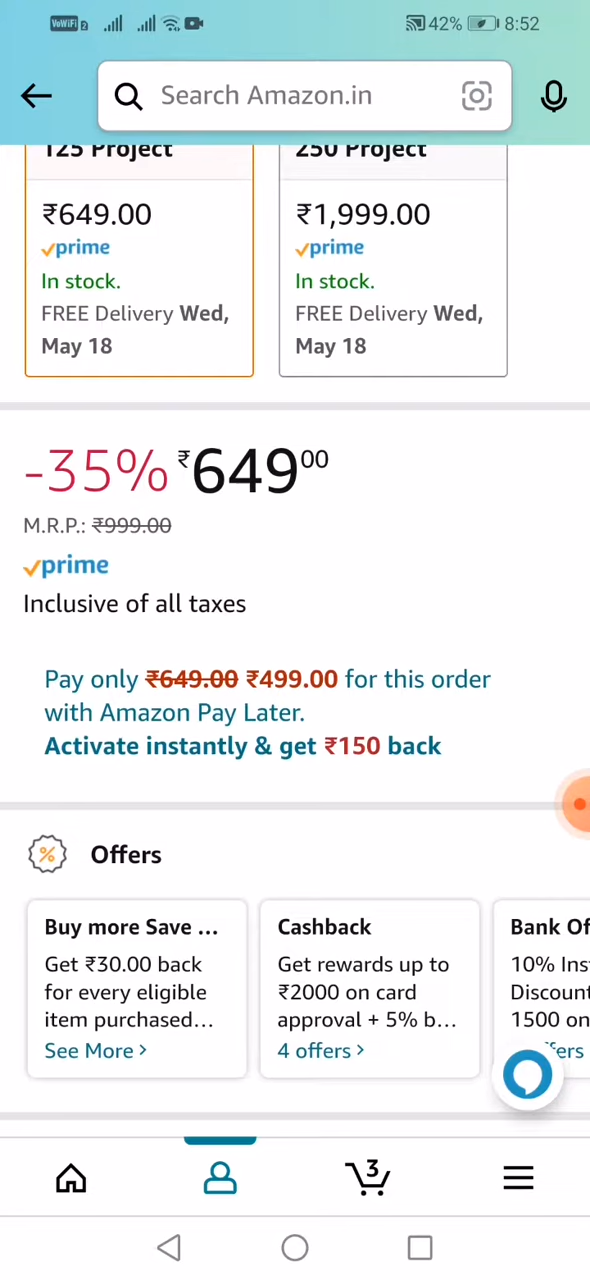 VoWiFi 2 42% 8:52
Search Amazon.in
125 Project 250 Project
₹649.00 ₹1,999.00
prime prime
In stock. In stock.
FREE Delivery Wed, FREE Delivery Wed,
May 18 May 18
-35% ₹649 00
M.R.P.: ₹999.00
prime
Inclusive of all taxes
Pay only ₹649.00 ₹499.00 for this order
with Amazon Pay Later.
Activate instantly & get ₹150 back
% Offers
Buy more Save ... Cashback Bank Of
Get ₹30.00 back Get rewards up to 10% Ins
for every eligible ₹2000 on card Discount
item purchased... approval + 5% b... 1500 on
See More > 4 offers > fers
3